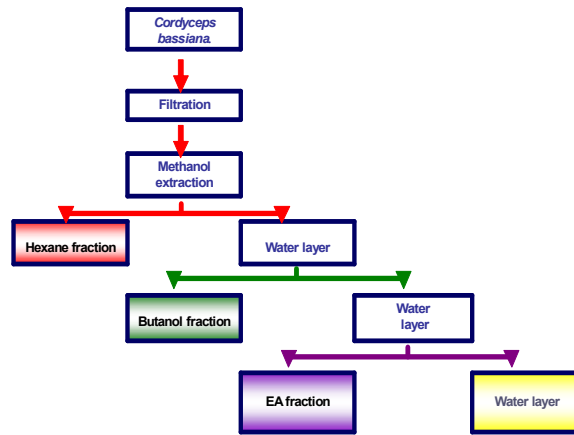 Cordyceps
bassiana.
Filtration
Methanol
extraction
Hexane fraction
Water layer
Butanol fraction
Water
layer
EA fraction
Water layer